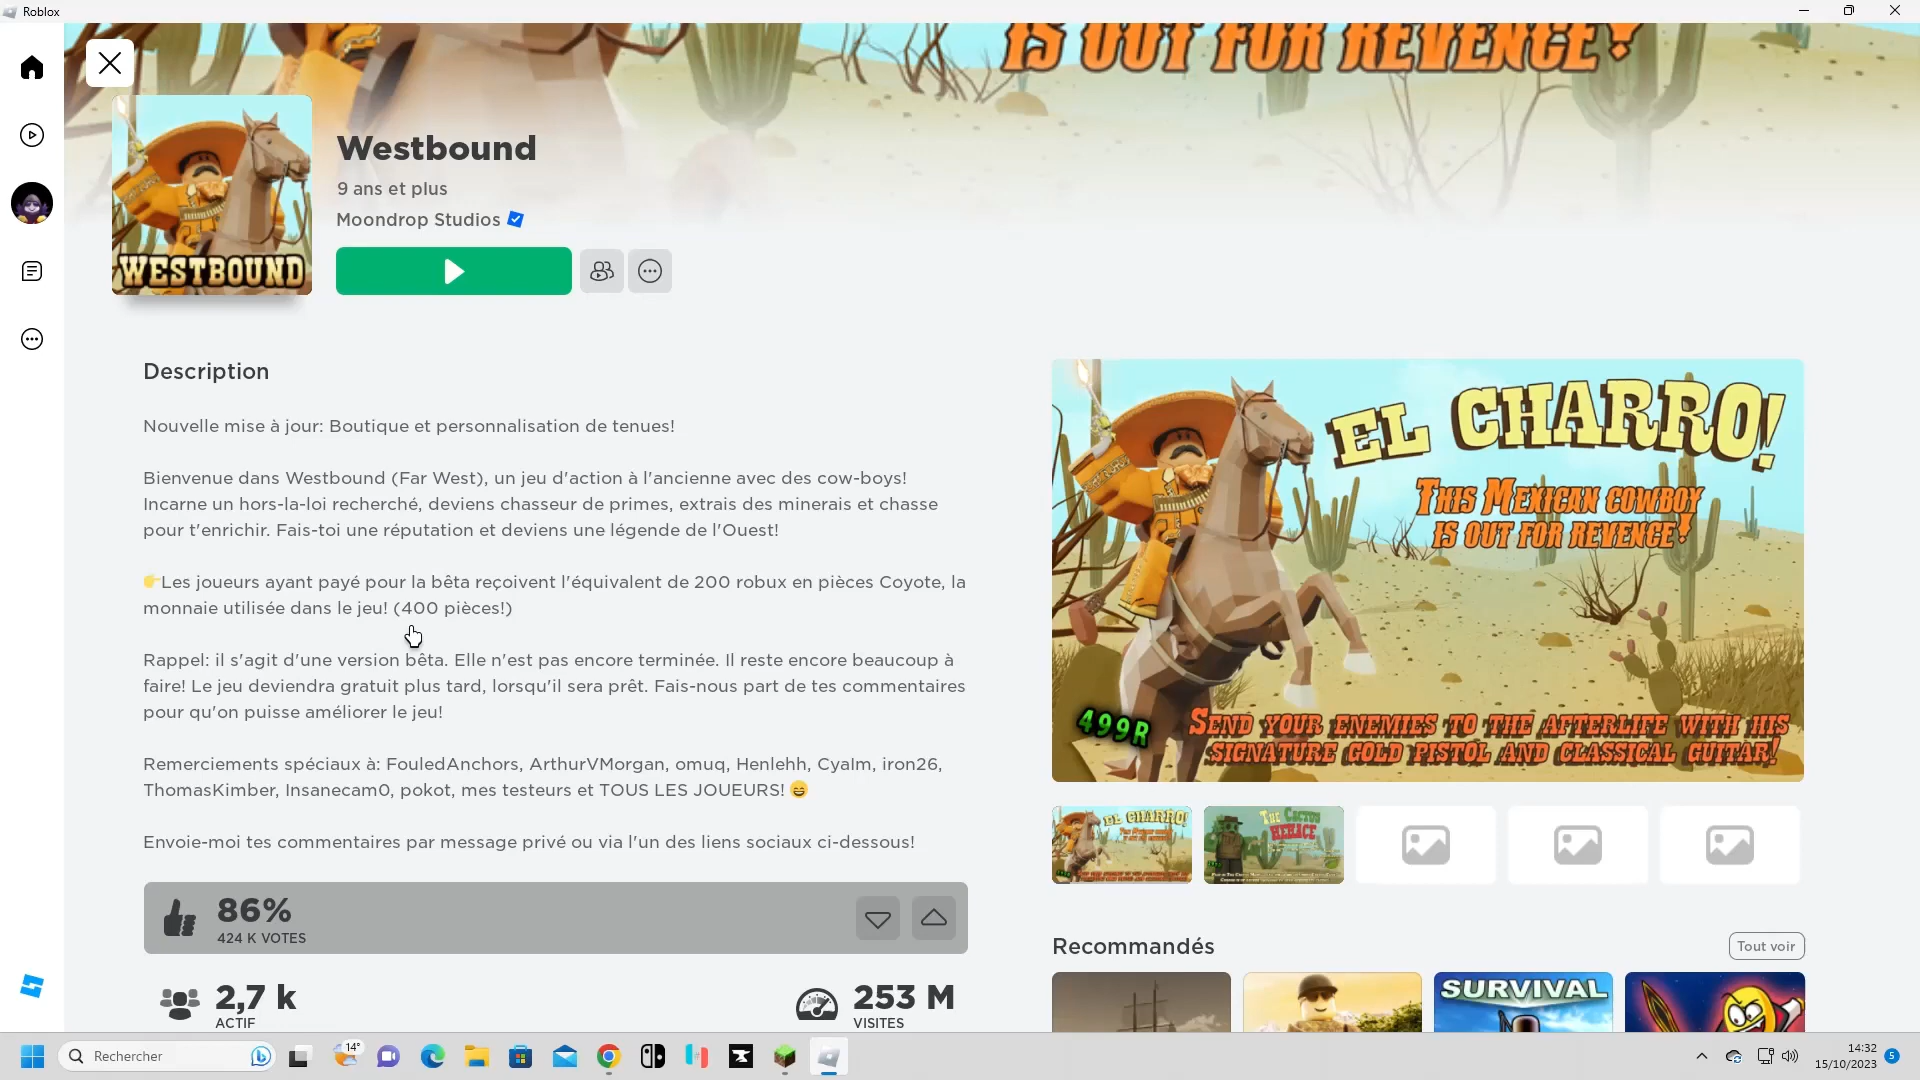 Roblox
IS OUT FOR REVENGE!
WESTBOUND
Westbound
9 ans et plus
Moondrop Studios
Description
Nouvelle mise à jour: Boutique et personnalisation de tenues!
Bienvenue dans Westbound (Far West), un jeu d'action à l'ancienne avec des cow-boys!
Incarne un hors-la-loi recherché, deviens chasseur de primes, extrais des minerais et chasse
pour t'enrichir. Fais-toi une réputation et deviens une légende de l'Ouest!
👉Les joueurs ayant payé pour la bêta reçoivent l'équivalent de 200 robux en pièces Coyote, la
monnaie utilisée dans le jeu! (400 pièces!)
Rappel: il s'agit d'une version bêta. Elle n'est pas encore terminée. Il reste encore beaucoup à
faire! Le jeu deviendra gratuit plus tard, lorsqu'il sera prêt. Fais-nous part de tes commentaires
pour qu'on puisse améliorer le jeu!
Remerciements spéciaux à: FouledAnchors, ArthurVMorgan, omuq, Henlehh, Cyalm, iron26,
ThomasKimber, Insanecam0, pokot, mes testeurs et TOUS LES JOUEURS! 😄
Envoie-moi tes commentaires par message privé ou via l'un des liens sociaux ci-dessous!
86%
424 K VOTES
2,7 k
ACTIF
253 M
VISITES
EL CHARRO!
THIS MEXICAN COWBOY
IS OUT FOR REVENGE!
499R
SEND YOUR ENEMIES TO THE AFTERLIFE WITH HIS
SIGNATURE GOLD PISTOL AND CLASSICAL GUITAR!
EL CHARRO!
THE CACTUS
MENACE
Recommandés
Tout voir
SURVIVAL
Rechercher
14°
14:32
15/10/2023
5